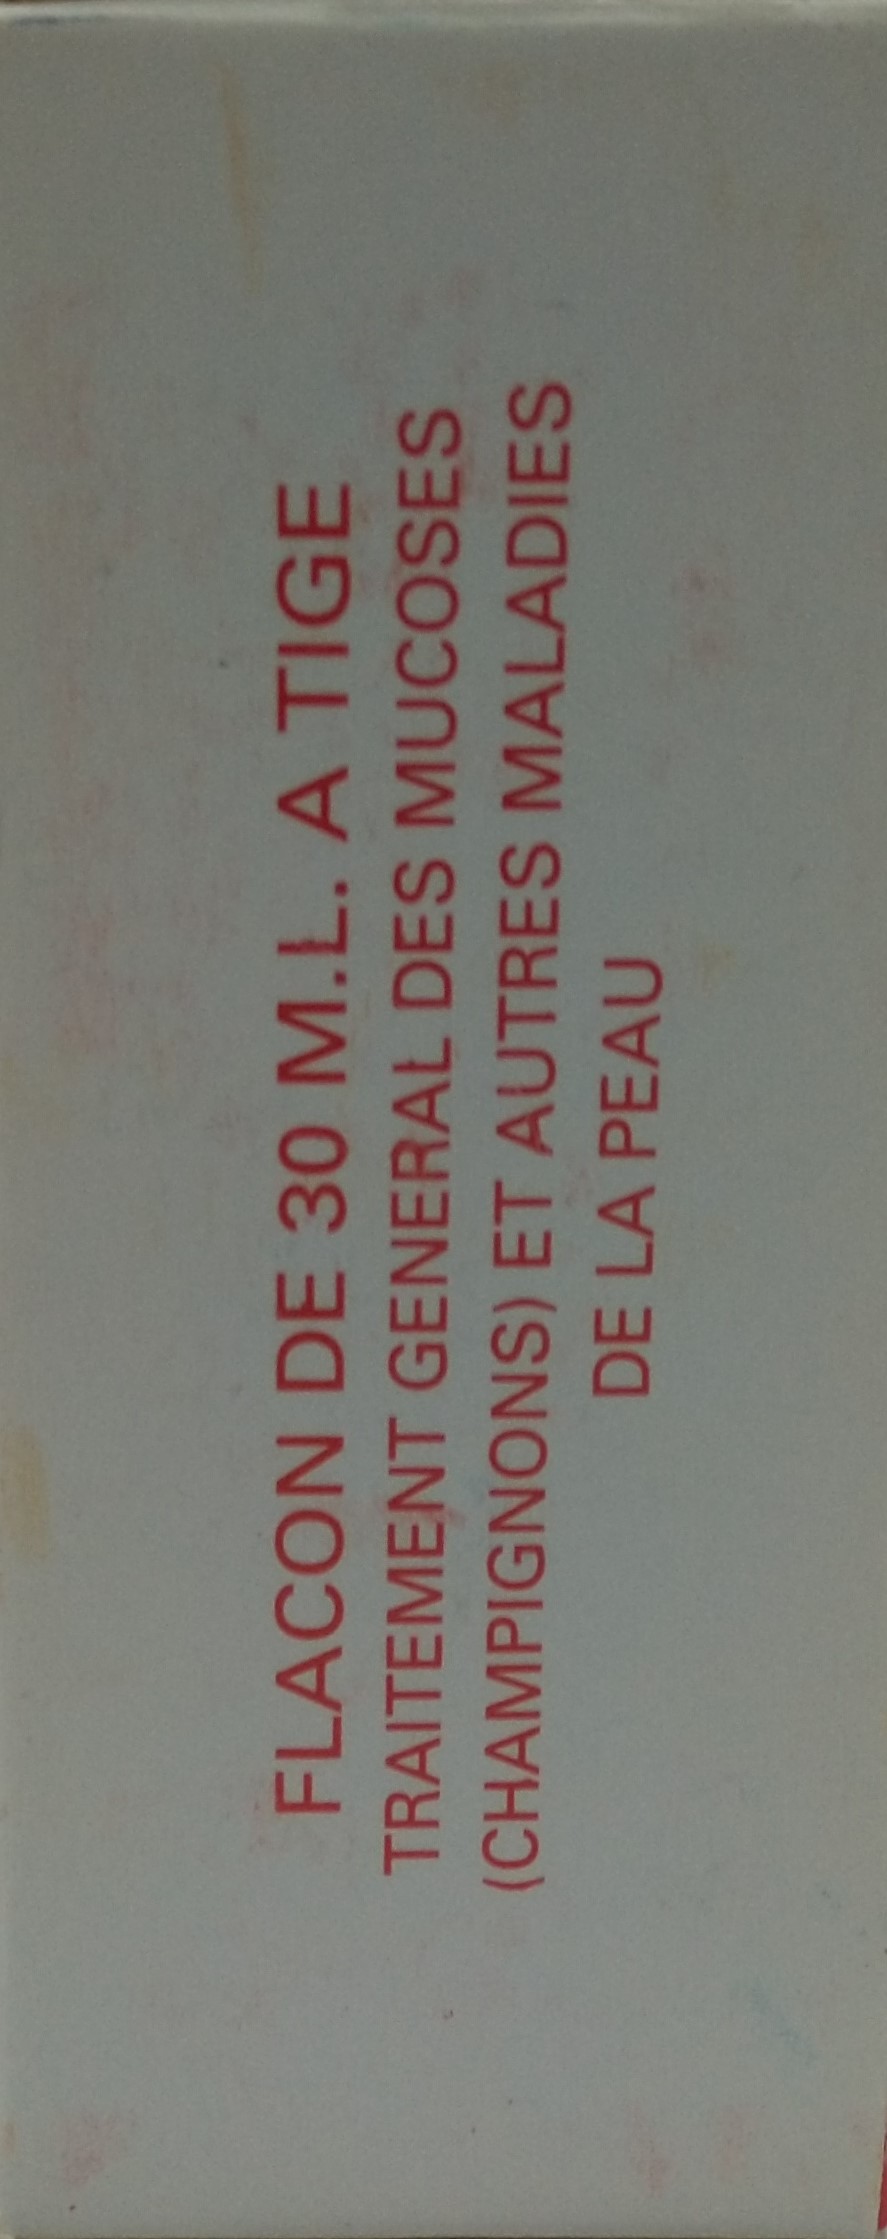 FLACON DE 30 M.L. A TIGE
TRAITEMENT GENERAL DES MUCOSES
(CHAMPIGNONS) ET AUTRES MALADIES
DE LA PEAU